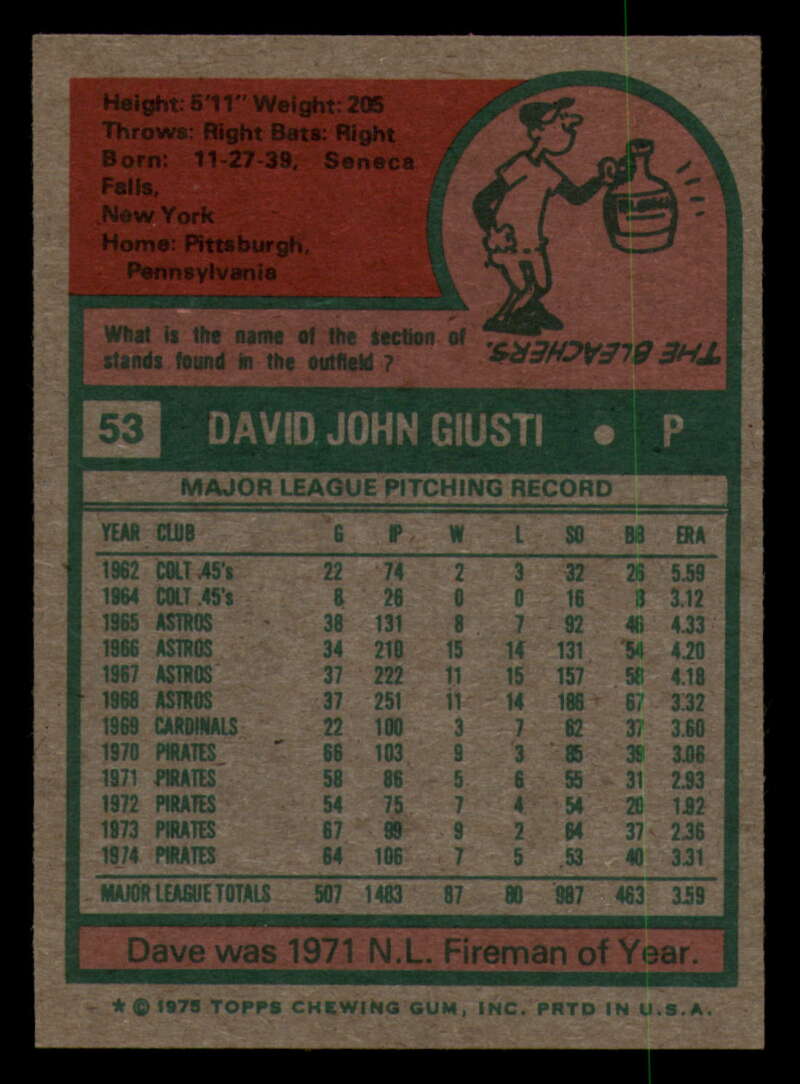 Height: 5'11" Weight: 205
Throws: Right Bats: Right
Born: 11-27-39, Seneca
Falls,
New York
Home: Pittsburgh,
Pennsylvania
What is the name of the section of
stands found in the outfield ?
THE BLEACHERS.
53 DAVID JOHN GIUSTI • P
MAJOR LEAGUE PITCHING RECORD
YEAR CLUB G IP W L SO BB ERA
1962 COLT .45's 22 74 2 3 32 26 5.59
1964 COLT .45's 8 26 0 0 16 8 3.12
1965 ASTROS 38 131 8 7 92 46 4.33
1966 ASTROS 34 210 15 14 131 54 4.20
1967 ASTROS 37 222 11 15 157 58 4.18
1968 ASTROS 37 251 11 14 186 67 3.32
1969 CARDINALS 22 100 3 7 62 37 3.60
1970 PIRATES 66 103 9 3 85 39 3.06
1971 PIRATES 58 86 5 6 55 31 2.93
1972 PIRATES 54 75 7 4 54 20 1.92
1973 PIRATES 67 99 9 2 64 37 2.36
1974 PIRATES 64 106 7 5 53 40 3.31
MAJOR LEAGUE TOTALS 507 1483 87 80 987 463 3.59
Dave was 1971 N.L. Fireman of Year.
* © 1975 TOPPS CHEWING GUM, INC. PRTD IN U.S.A.